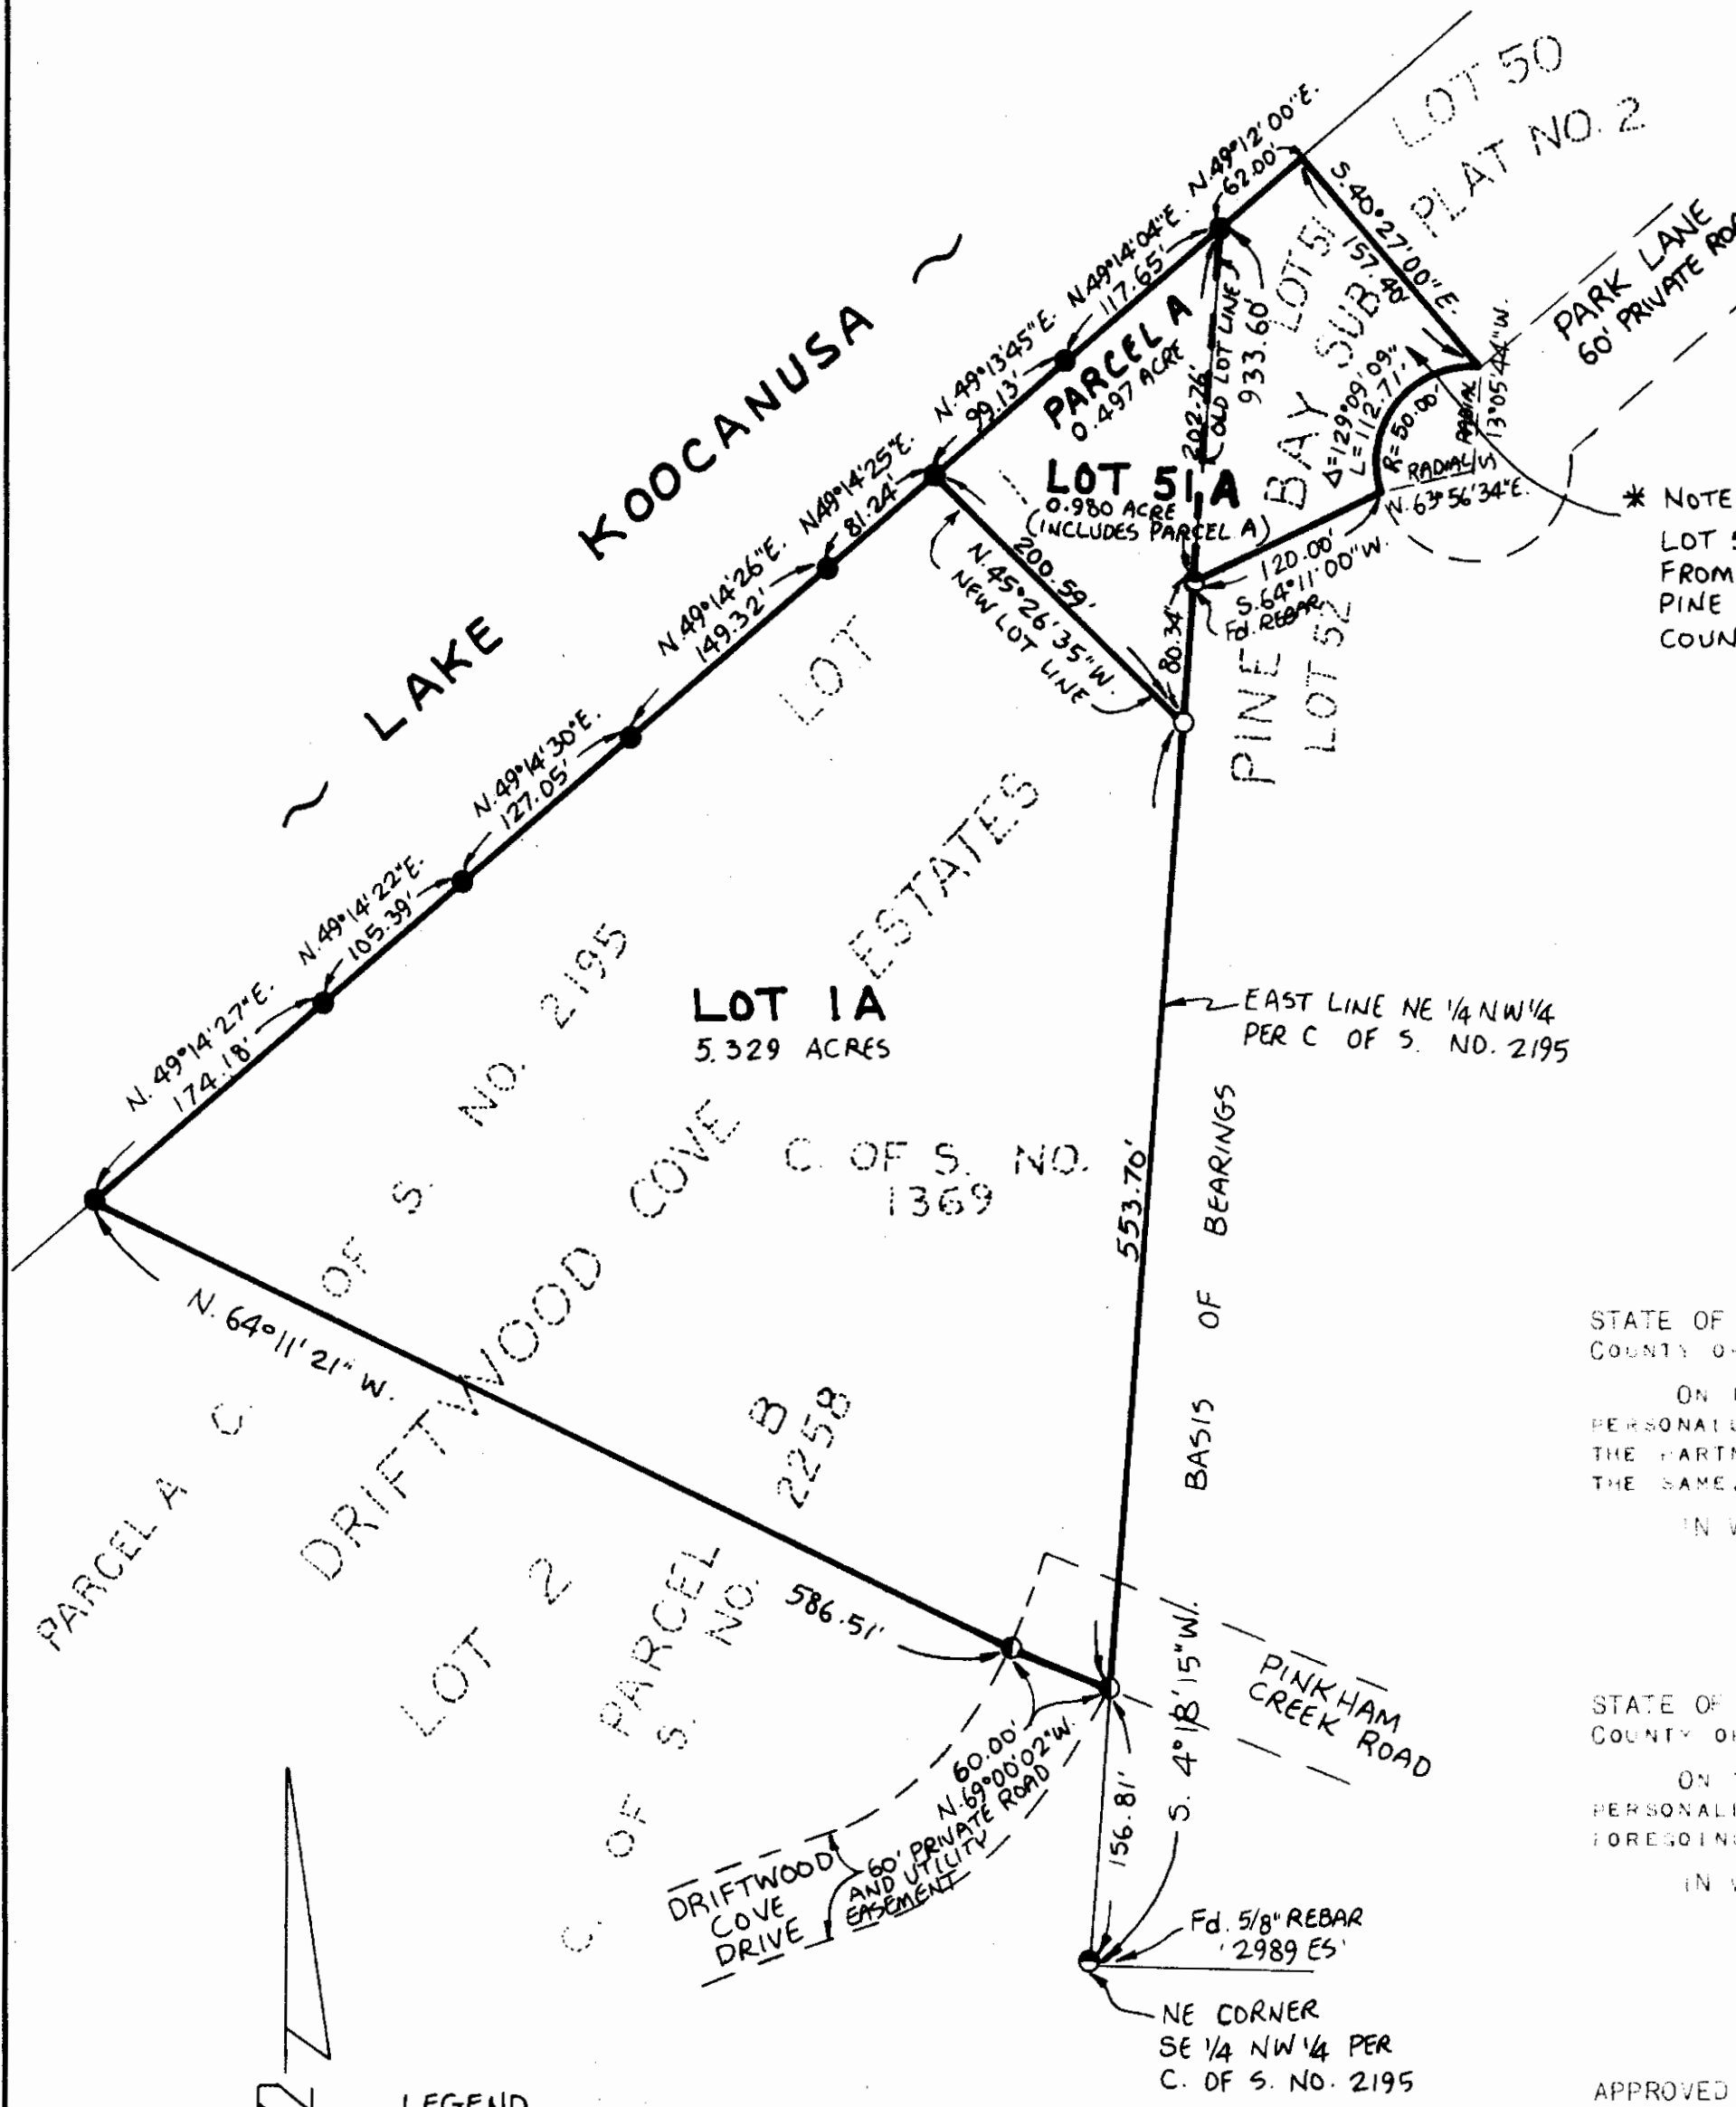 LOT 50
PLAT NO. 2
N.49°12'00"E.
62.00'
S.40°27'00"E.
157.40'
PARK LANE
60' PRIVATE
N.49°14'04"E.
117.65'
N.49°13'45"E.
99.13'
PARCEL A
0.497 ACRE
202.76'
(OLD LOT LINE)
933.60'
LOT 51
PINE BAY SUB.
Δ=129°09'09"
L=112.71'
R=50.00'
RADIAL
13°05'44"W.
RADIAL
N.63°56'34"E.
LAKE KOOCANUSA
N.49°14'25"E.
81.24'
LOT 51A
0.980 ACRE
(INCLUDES PARCEL A)
120.00'
S.64°11'00"W.
Fd. REBAR
LOT 52
80.34'
200.59'
N.45°26'35"W.
NEW LOT LINE
* NOTE
LOT
FROM
PINE
COUN
N.49°14'26"E.
149.32'
LOT
N.49°14'30"E.
127.05'
N.49°14'22"E.
105.39'
N.49°14'27"E.
174.18'
LOT 1A
5.329 ACRES
EAST LINE NE 1/4 NW 1/4
PER C OF S. NO. 2195
PARCEL A C. OF S. NO. 2195
DRIFTWOOD COVE ESTATES
C. OF S. NO.
1369
553.70'
BASIS OF BEARINGS
N.64°11'21"W.
586.51'
LOT 2
PARCEL B
C. OF S. NO. 2258
60.00'
N.69°00'02"W.
60' PRIVATE ROAD
AND UTILITY
EASEMENT
DRIFTWOOD
COVE
DRIVE
PINKHAM
CREEK ROAD
S. 4°18'15"W.
156.81'
Fd. 5/8" REBAR
'2989 ES'
NE CORNER
SE 1/4 NW 1/4 PER
C. OF S. NO. 2195
LEGEND
STATE OF
COUNTY
ON
THE
THE SAME
IN
STATE OF
COUNTY
ON
IN
APPROVED